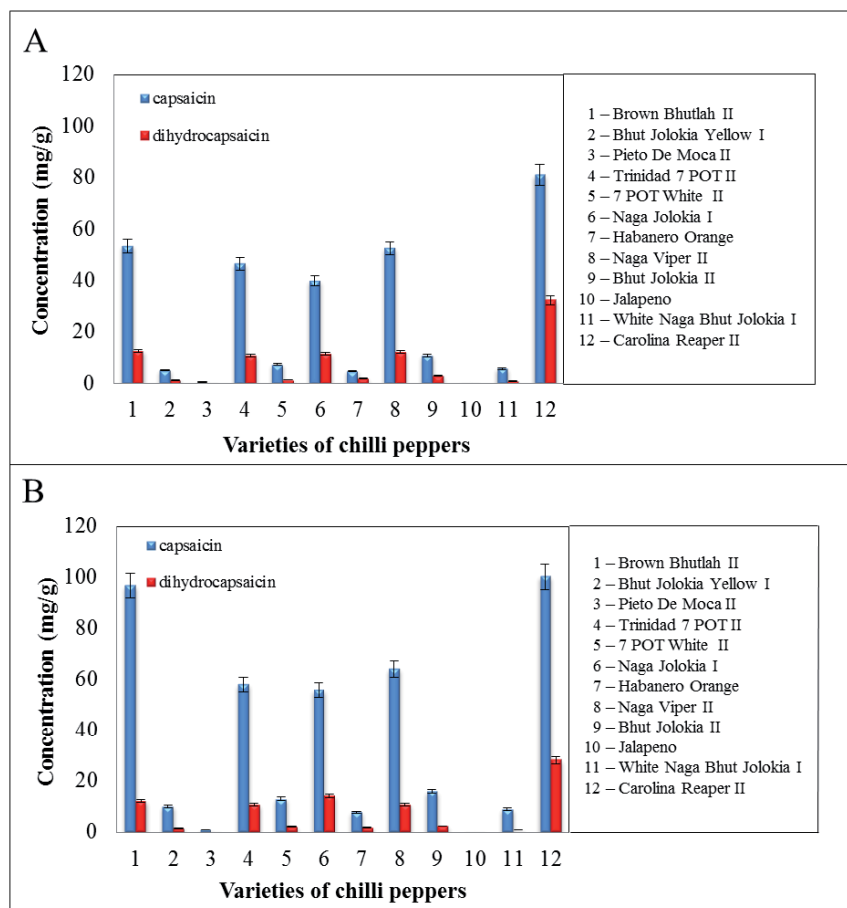 A
120
100
80
60
40
20
0
Concentration (mg/g)
capsaicin
dihydrocapsaicin
1 2 3 4 5 6 7 8 9 10 11 12
Varieties of chilli peppers
1 – Brown Bhutlah II
2 – Bhut Jolokia Yellow I
3 – Pieto De Moca II
4 – Trinidad 7 POT II
5 – 7 POT White II
6 – Naga Jolokia I
7 – Habanero Orange
8 – Naga Viper II
9 – Bhut Jolokia II
10 – Jalapeno
11 – White Naga Bhut Jolokia I
12 – Carolina Reaper II
B
120
100
80
60
40
20
0
Concentration (mg/g)
capsaicin
dihydrocapsaicin
1 2 3 4 5 6 7 8 9 10 11 12
Varieties of chilli peppers
1 – Brown Bhutlah II
2 – Bhut Jolokia Yellow I
3 – Pieto De Moca II
4 – Trinidad 7 POT II
5 – 7 POT White II
6 – Naga Jolokia I
7 – Habanero Orange
8 – Naga Viper II
9 – Bhut Jolokia II
10 – Jalapeno
11 – White Naga Bhut Jolokia I
12 – Carolina Reaper II